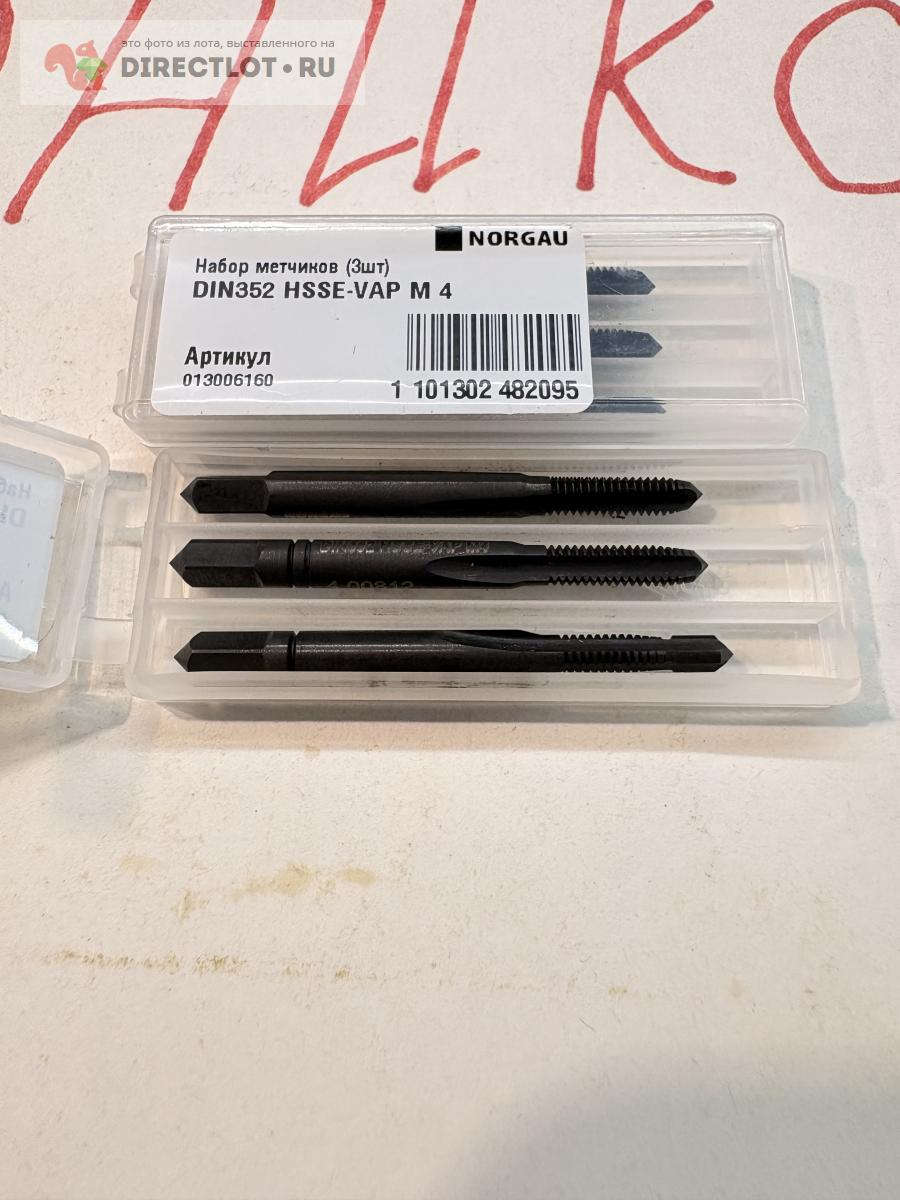 это фото из лота, выставленного на
DIRECTLOT•RU
NORGAU
Набор метчиков (3шт)
DIN352 HSSE-VAP M 4
Артикул
013006160
1 101302 482095